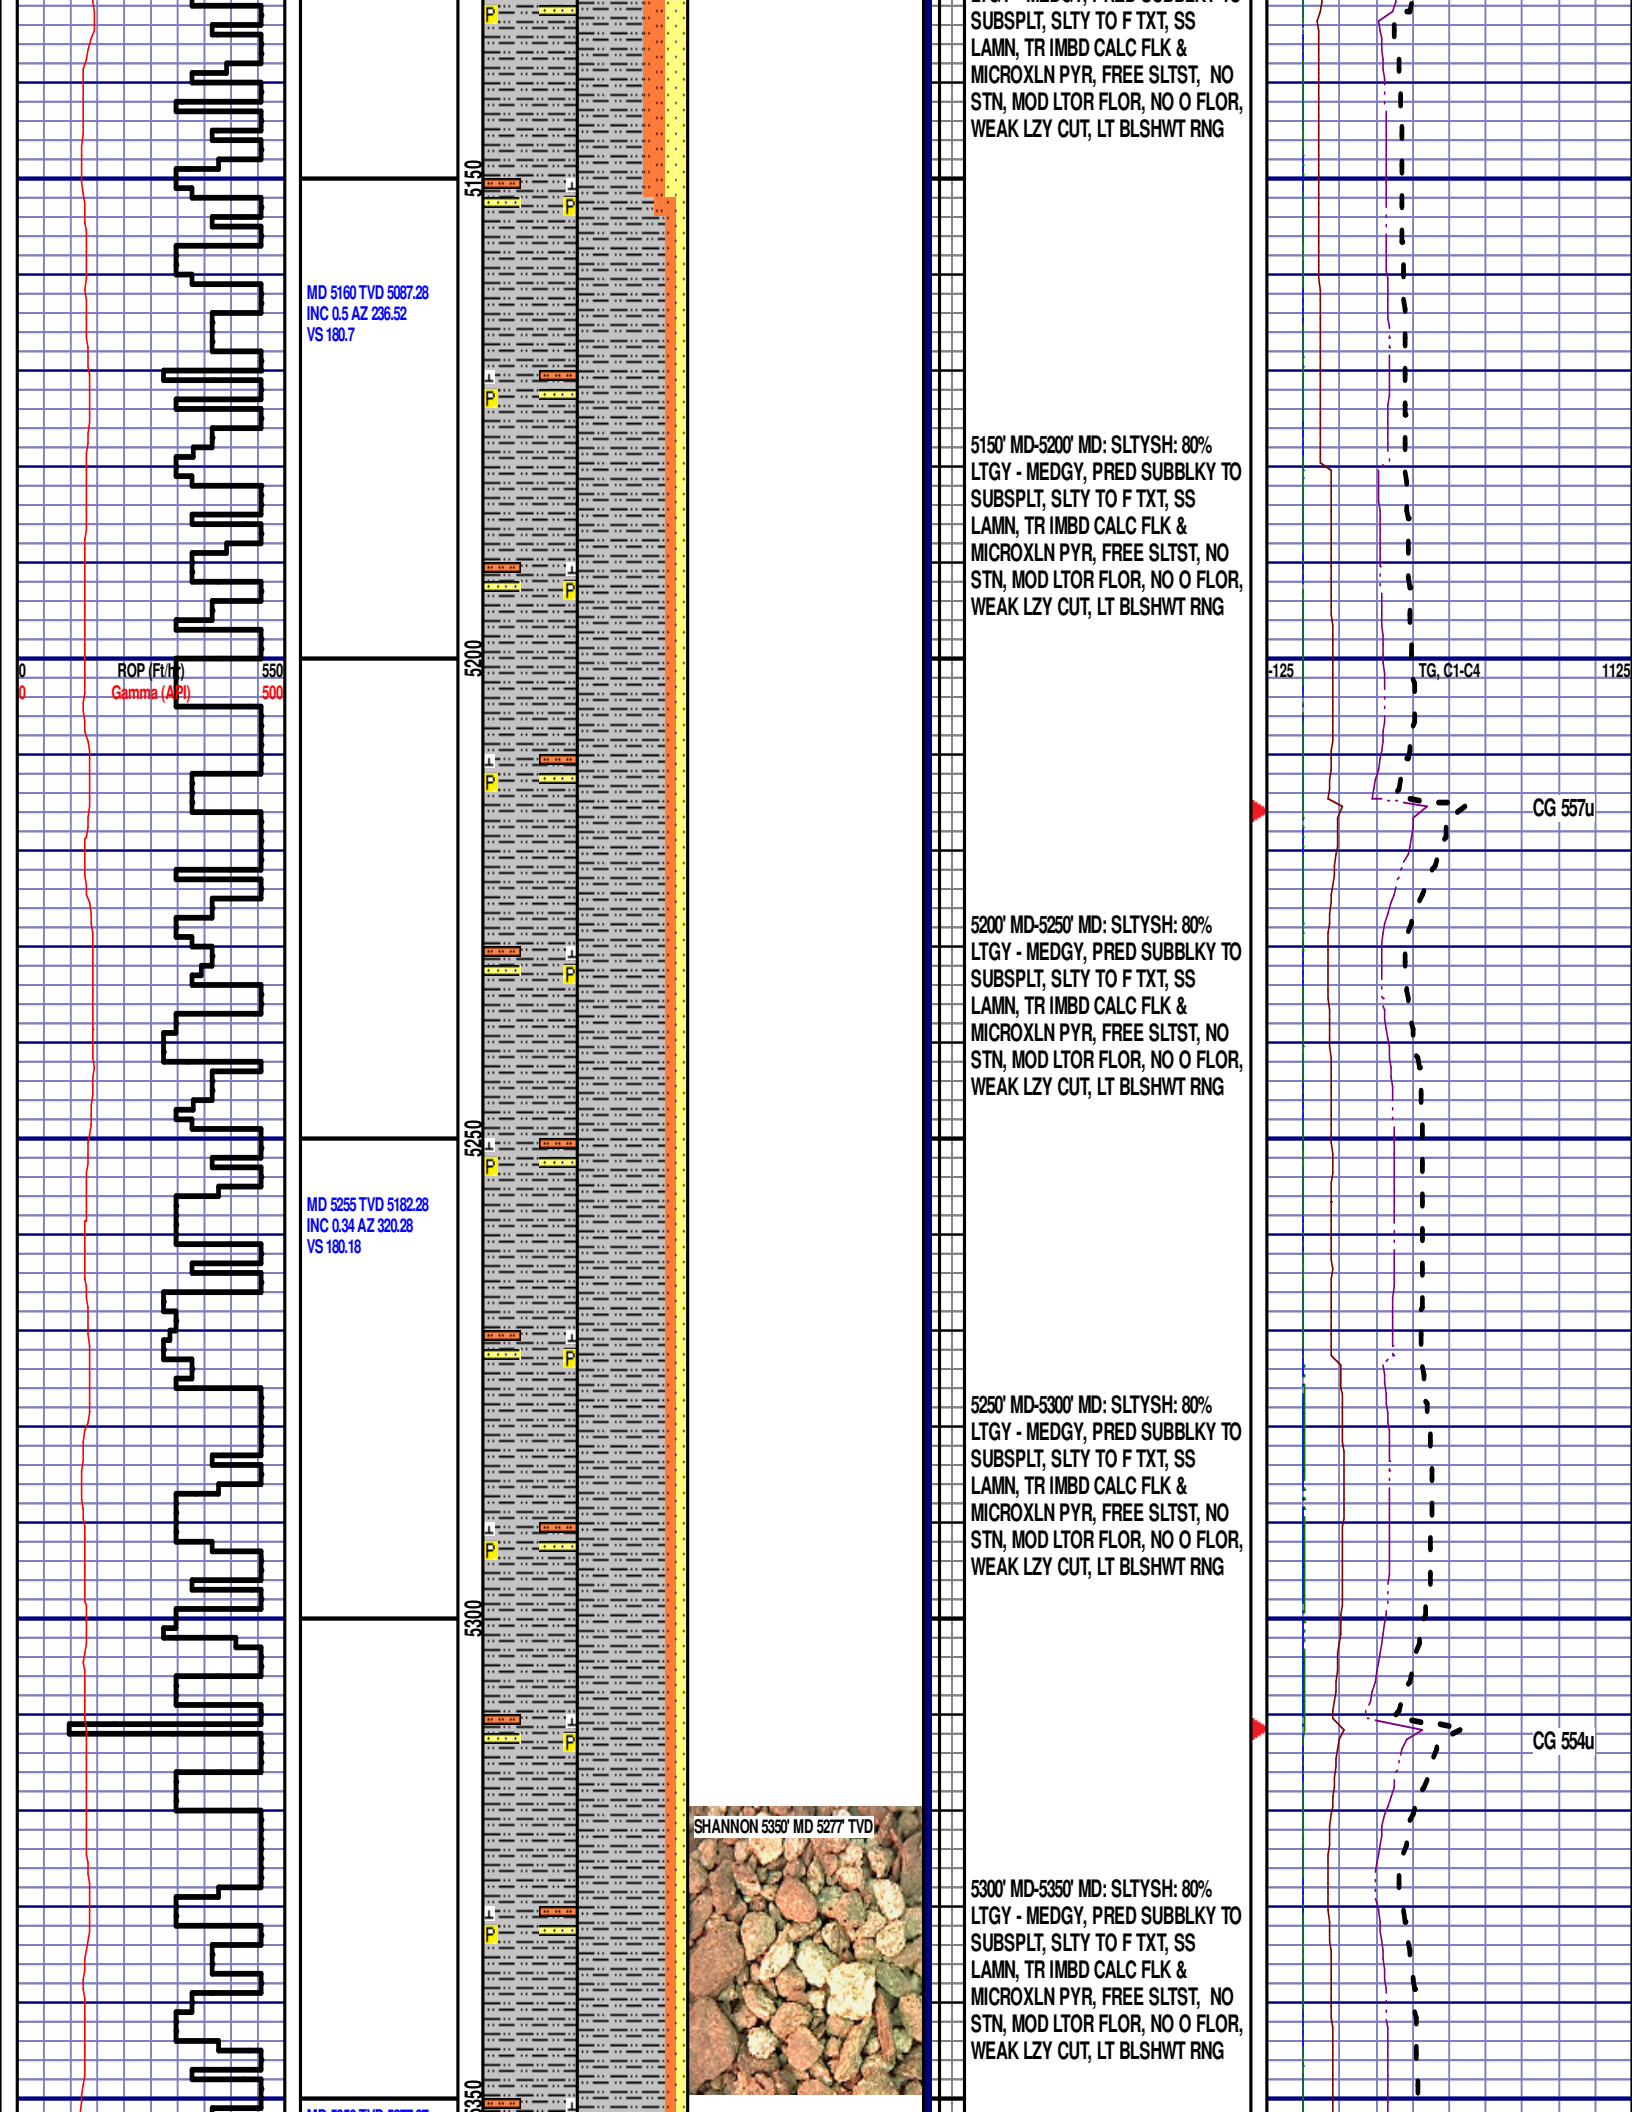 SUBSPLT, SLTY TO F TXT, SS
LAMN, TR IMBD CALC FLK &
MICROXLN PYR, FREE SLTST,  NO
STN, MOD LTOR FLOR, NO O FLOR,
WEAK LZY CUT, LT BLSHWT RNG
5150
MD 5160 TVD 5087.28
INC 0.5 AZ 236.52
VS 180.7
5150' MD-5200' MD: SLTYSH: 80%
LTGY - MEDGY, PRED SUBBLKY TO
SUBSPLT, SLTY TO F TXT, SS
LAMN, TR IMBD CALC FLK &
MICROXLN PYR, FREE SLTST, NO
STN, MOD LTOR FLOR, NO O FLOR,
WEAK LZY CUT, LT BLSHWT RNG
5200
0 ROP (Ft/hr) 550
0 Gamma (API) 500
-125 TG, C1-C4 1125
CG 557u
5200' MD-5250' MD: SLTYSH: 80%
LTGY - MEDGY, PRED SUBBLKY TO
SUBSPLT, SLTY TO F TXT, SS
LAMN, TR IMBD CALC FLK &
MICROXLN PYR, FREE SLTST, NO
STN, MOD LTOR FLOR, NO O FLOR,
WEAK LZY CUT, LT BLSHWT RNG
5250
MD 5255 TVD 5182.28
INC 0.34 AZ 320.28
VS 180.18
5250' MD-5300' MD: SLTYSH: 80%
LTGY - MEDGY, PRED SUBBLKY TO
SUBSPLT, SLTY TO F TXT, SS
LAMN, TR IMBD CALC FLK &
MICROXLN PYR, FREE SLTST, NO
STN, MOD LTOR FLOR, NO O FLOR,
WEAK LZY CUT, LT BLSHWT RNG
5300
CG 554u
SHANNON 5350' MD 5277' TVD
5300' MD-5350' MD: SLTYSH: 80%
LTGY - MEDGY, PRED SUBBLKY TO
SUBSPLT, SLTY TO F TXT, SS
LAMN, TR IMBD CALC FLK &
MICROXLN PYR, FREE SLTST,  NO
STN, MOD LTOR FLOR, NO O FLOR,
WEAK LZY CUT, LT BLSHWT RNG
5350